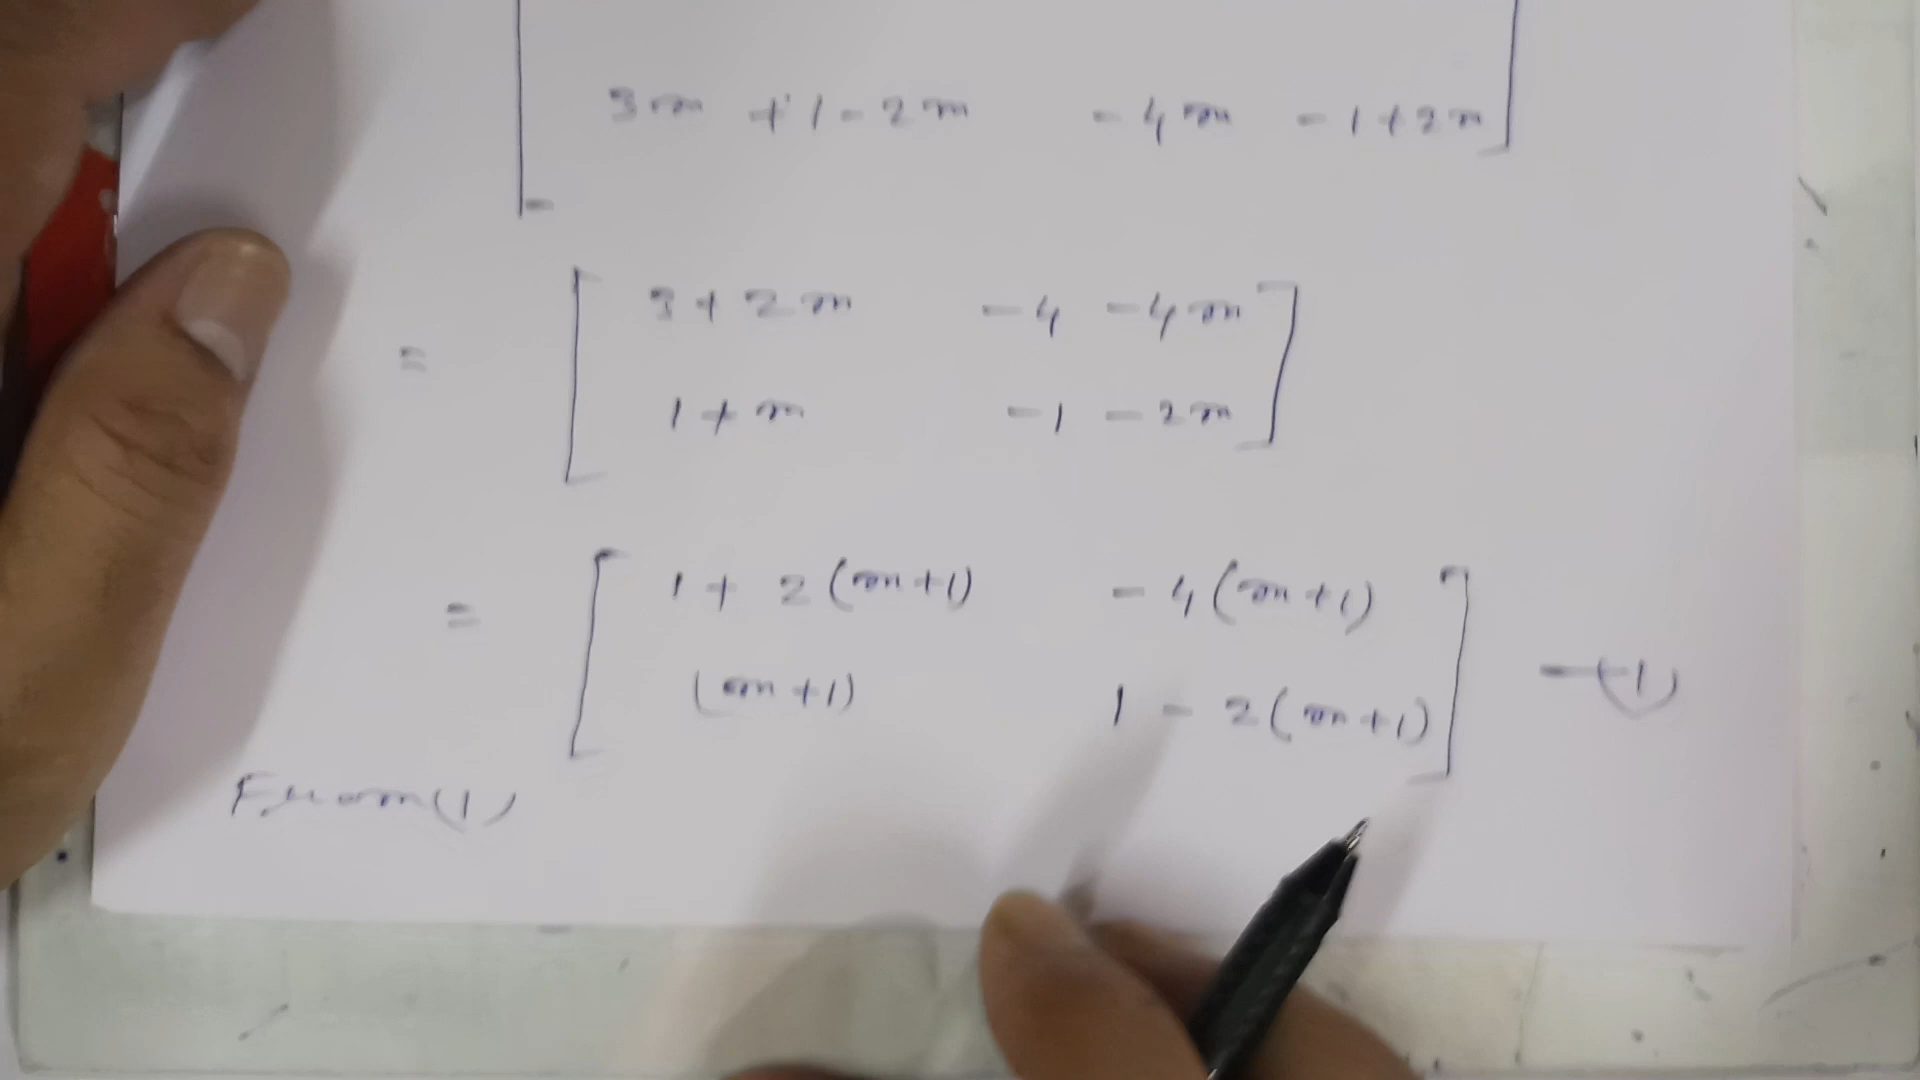 3m + 1 - 2m - 4m - 1 + 2m
= 3 + 2m - 4 - 4m
1 + m - 1 - 2m
= 1 + 2(m+1) - 4(m+1)
(m+1) 1 - 2(m+1) —(1)
From (1)